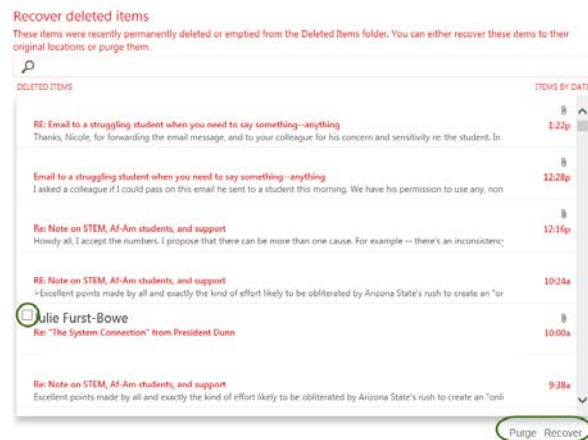 Recover deleted items
These items were recently permanently deleted or emptied from the Deleted Items folder. You can either recover these items to their
original locations or purge them.
DELETED ITEMS ITEMS BY DATE
RE: Email to a struggling student when you need to say something--anything 1:22p
Thanks, Nicole, for forwarding the email message, and to your colleague for his concern and sensitivity re: the student. In
Email to a struggling student when you need to say something--anything 12:28p
I asked a colleague if I could pass on this email he sent to a student this morning. We have his permission to use any, non
Re: Note on STEM, Af-Am students, and support 12:16p
Howdy all, I accept the numbers. I propose that there can be more than one cause. For example -- there's an inconsistency
RE: Note on STEM, Af-Am students, and support 10:24a
>Excellent points made by all and exactly the kind of effort likely to be obliterated by Arizona State's rush to create an "or
Julie Furst-Bowe
Re: "The System Connection" from President Dunn 10:00a
Re: Note on STEM, Af-Am students, and support 9:38a
Excellent points made by all and exactly the kind of effort likely to be obliterated by Arizona State's rush to create an "onli
Purge Recover